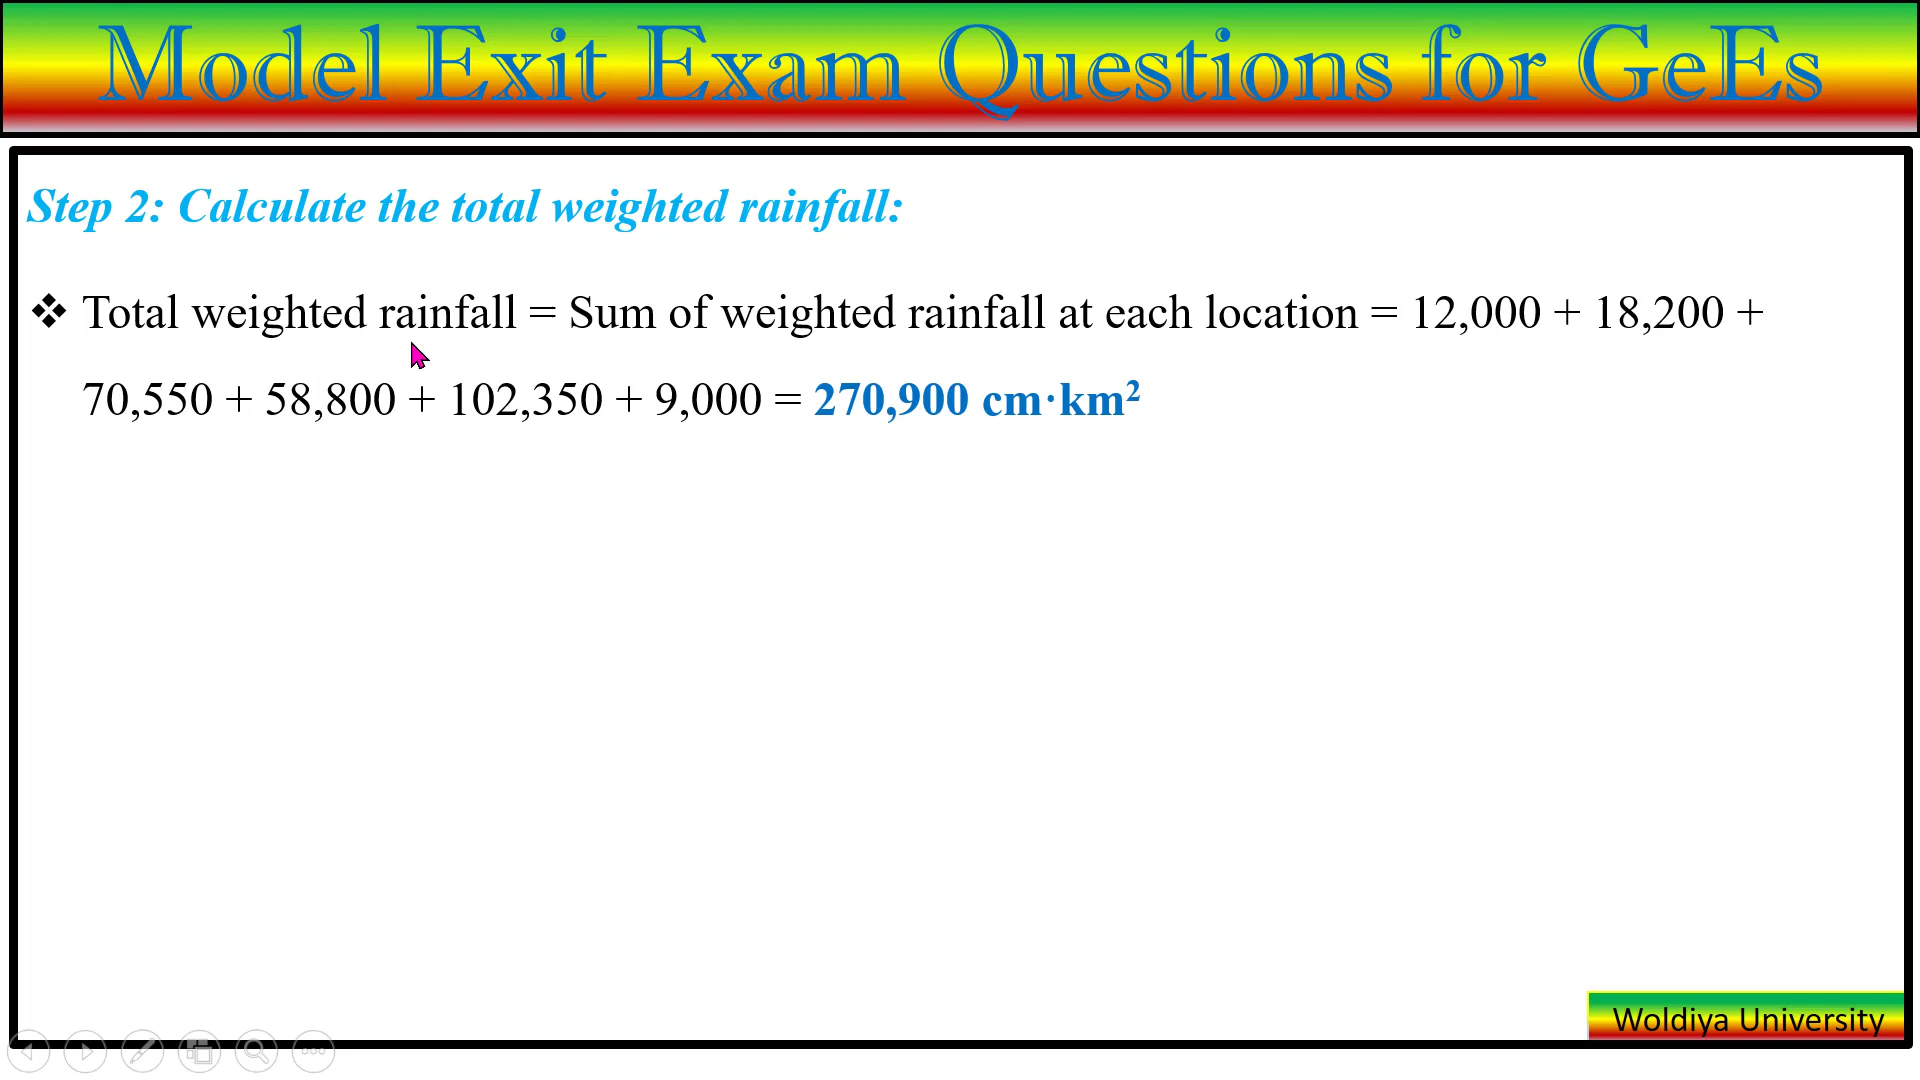 Model Exit Exam Questions for GeEs
Step 2: Calculate the total weighted rainfall:
❖ Total weighted rainfall = Sum of weighted rainfall at each location = 12,000 + 18,200 +
70,550 + 58,800 + 102,350 + 9,000 = 270,900 cm·km²
Woldiya University